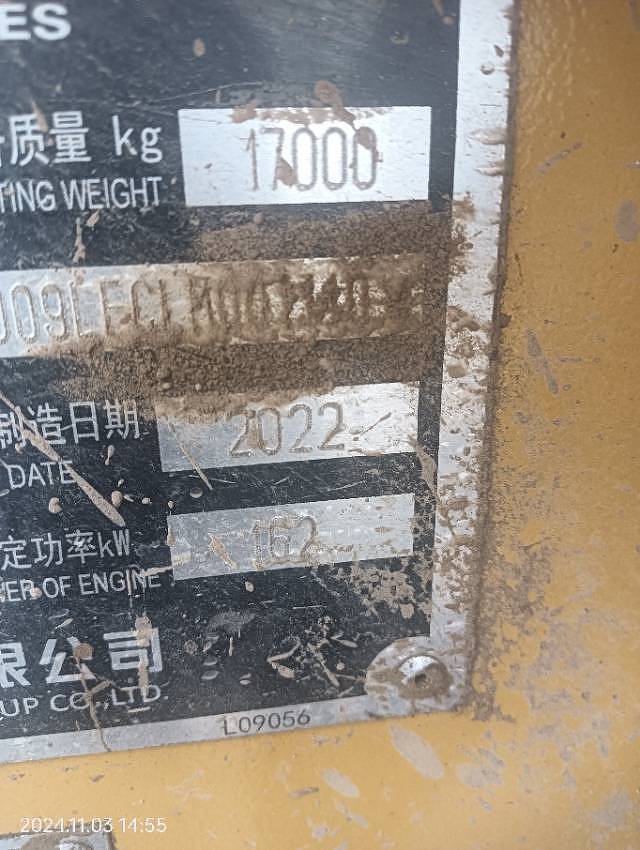 ES
质量 kg
17000
TING WEIGHT
制造日期
2022
DATE
定功率kW
162
ER OF ENGINE
限公司
UP CO.,LTD.
L09056
2024.11.03 14:55